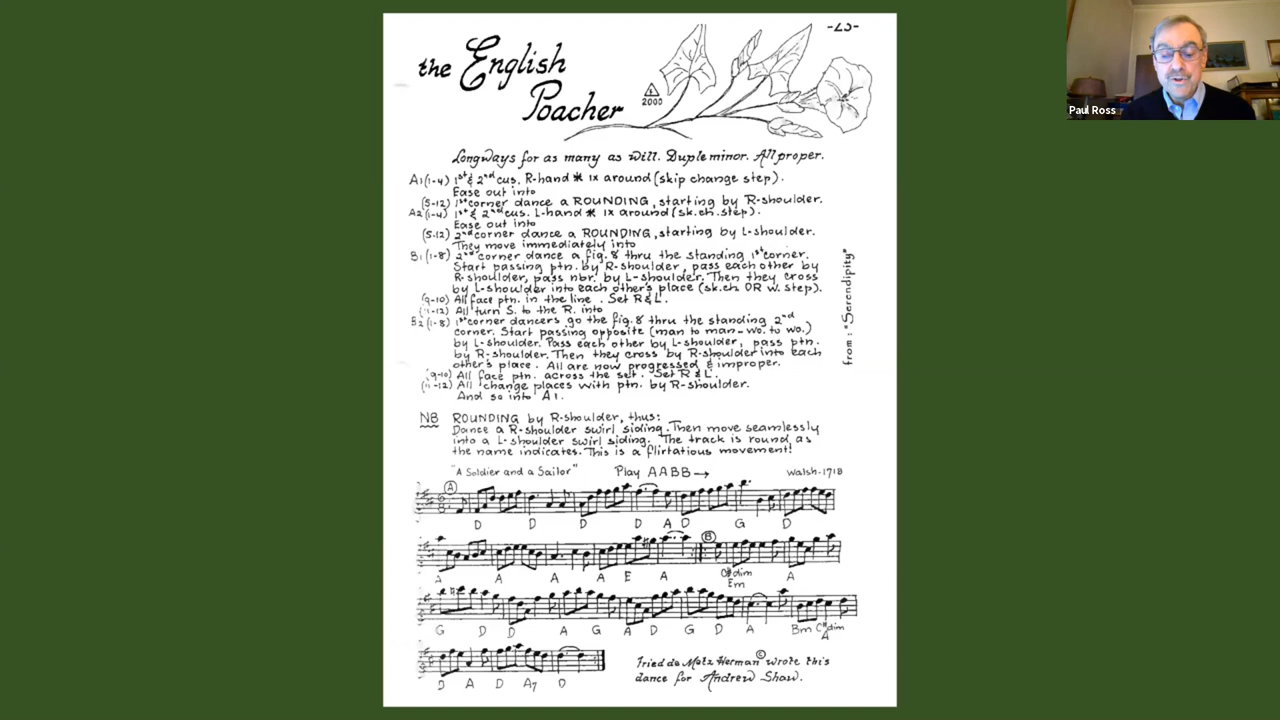 -23-
the English
Poacher
2000
Longways for as many as will. Duple minor. All proper.
A1 (1-4) 1st & 2nd cus. R-hand * 1x around (skip change step).
Ease out into
(5-12) 1st corner dance a ROUNDING, starting by R-shoulder.
A2 (1-4) 1st & 2nd cus. L-hand * 1x around (sk.ch.step).
Ease out into
(5-12) 2nd corner dance a ROUNDING, starting by L-shoulder.
They move immediately into
B1 (1-8) 2nd corner dance a fig. 8 thru the standing 1st corner.
Start passing ptn. by R-shoulder, pass each other by
R-shoulder, pass nbr. by L-shoulder. Then they cross
by L-shoulder into each other's place (sk.ch OR w. step).
(9-10) All face ptn. in the line. Set R & L.
(11-12) All turn S. to the R. into
B2 (1-8) 1st corner dancers go the fig. 8 thru the standing 2nd
corner. Start passing opposite (man to man - wo. to wo.)
by L-shoulder. Pass each other by L-shoulder, pass ptn.
by R-shoulder. Then they cross by R-shoulder into each
other's place. All are now progressed & improper.
(9-10) All face ptn. across the set. Set R & L.
(11-12) All change places with ptn. by R-shoulder.
And so into A1.
from: "Serendipity"
NB ROUNDING by R-shoulder, thus:
Dance a R-shoulder swirl siding. Then move seamlessly
into a L-shoulder swirl siding. The track is round, as
the name indicates. This is a flirtatious movement!
"A Soldier and a Sailor" Play AABB → Walsh-1718
A
D D D D A D G D
B
A A A A E A C#dim A
Em
G D D A G A D G D A Bm C#dim
A
D A D A7 D
Fried de Metz Herman © wrote this
dance for Andrew Shaw.
Paul Ross